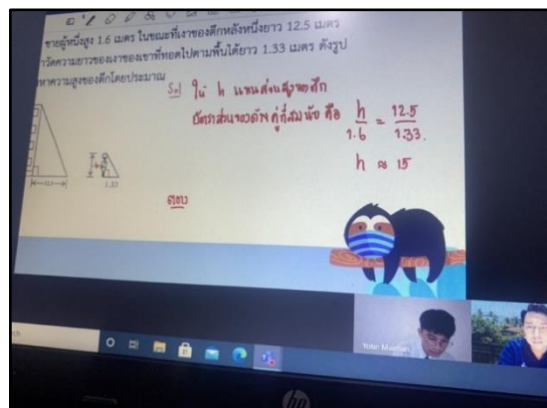 ชายผู้หนึ่งสูง 1.6 เมตร ในขณะที่เงาของตึกหลังหนึ่งยาว 12.5 เมตร
วัดความยาวของเงาของเขาที่ทอดไปตามพื้นได้ยาว 1.33 เมตร ดังรูป
หาความสูงของตึกโดยประมาณ
Sol ให้ h แทนส่วนสูงของตึก
อัตราส่วนของด้านคู่ที่สมนัย คือ h/1.6 = 12.5/1.33
h ≈ 15
12.5
1.33
ตอบ
hp